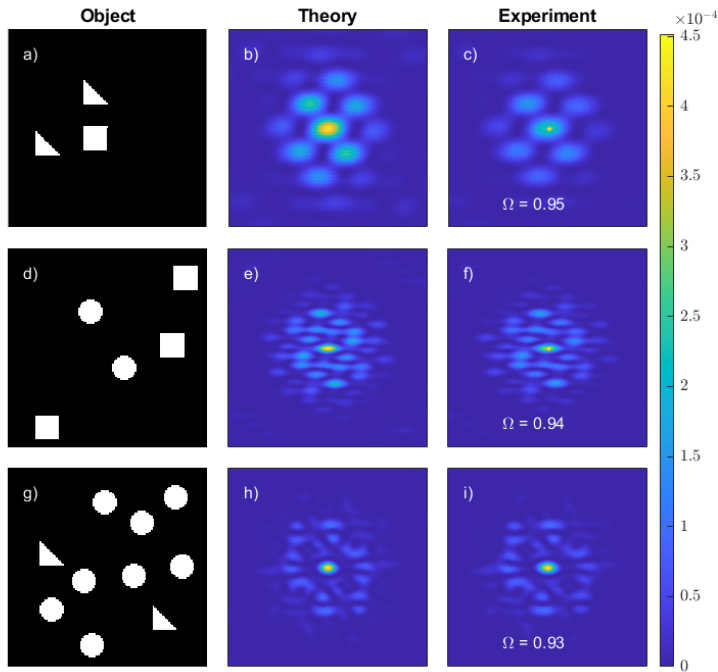 Object Theory Experiment
×10⁻⁴
a) b) c)
Ω = 0.95
d) e) f)
Ω = 0.94
g) h) i)
Ω = 0.93
4.5
4
3.5
3
2.5
2
1.5
1
0.5
0